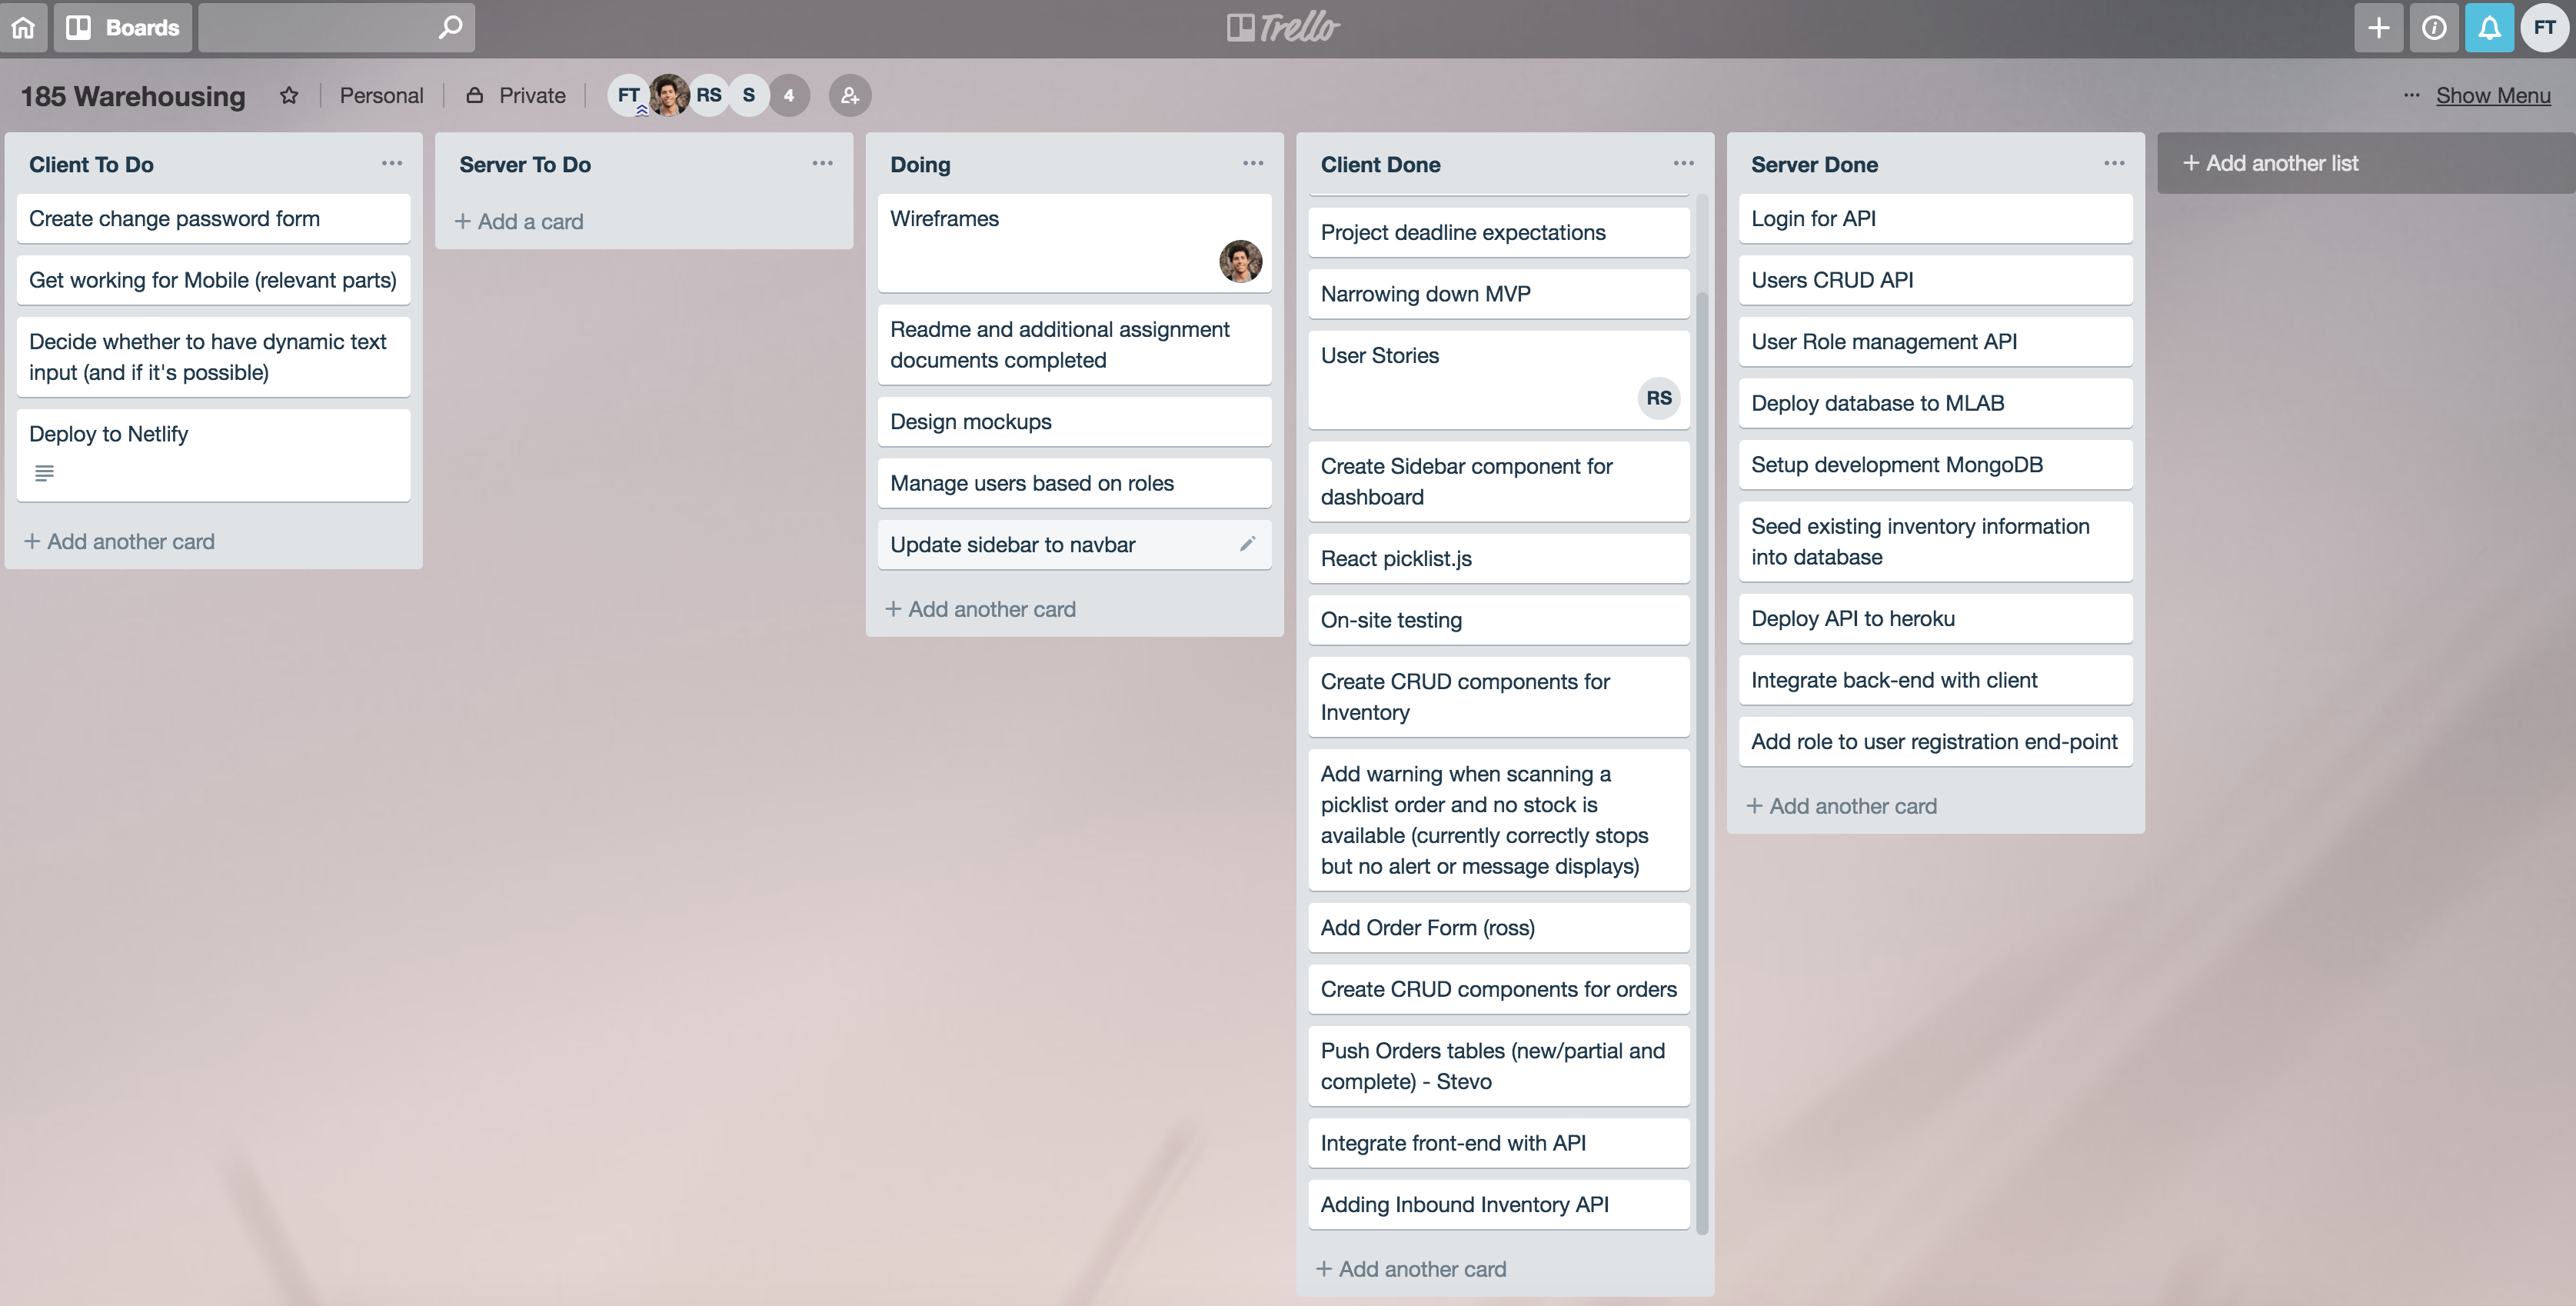 Boards
Trello
FT
185 Warehousing
Personal
Private
FT
RS
S
4
... Show Menu
Client To Do
Create change password form
Get working for Mobile (relevant parts)
Decide whether to have dynamic text
input (and if it's possible)
Deploy to Netlify
+ Add another card
Server To Do
+ Add a card
Doing
Wireframes
Readme and additional assignment
documents completed
Design mockups
Manage users based on roles
Update sidebar to navbar
+ Add another card
Client Done
Project deadline expectations
Narrowing down MVP
User Stories
RS
Create Sidebar component for
dashboard
React picklist.js
On-site testing
Create CRUD components for
Inventory
Add warning when scanning a
picklist order and no stock is
available (currently correctly stops
but no alert or message displays)
Add Order Form (ross)
Create CRUD components for orders
Push Orders tables (new/partial and
complete) - Stevo
Integrate front-end with API
Adding Inbound Inventory API
+ Add another card
Server Done
Login for API
Users CRUD API
User Role management API
Deploy database to MLAB
Setup development MongoDB
Seed existing inventory information
into database
Deploy API to heroku
Integrate back-end with client
Add role to user registration end-point
+ Add another card
+ Add another list